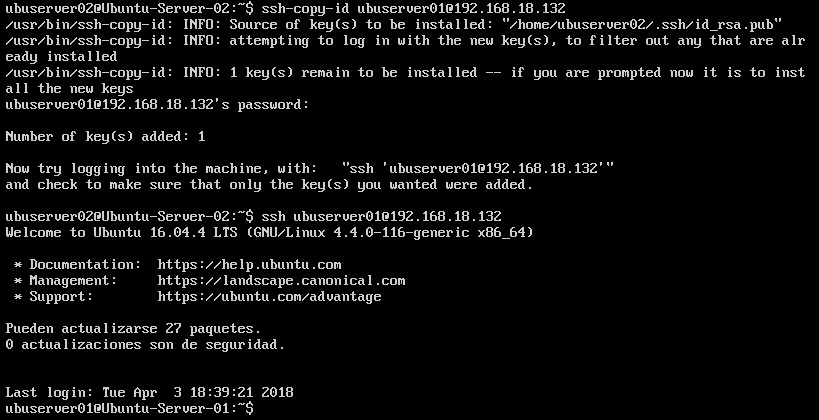 ubuserver02@Ubuntu-Server-02:~$ ssh-copy-id ubuserver01@192.168.18.132
/usr/bin/ssh-copy-id: INFO: Source of key(s) to be installed: "/home/ubuserver02/.ssh/id_rsa.pub"
/usr/bin/ssh-copy-id: INFO: attempting to log in with the new key(s), to filter out any that are alr
eady installed
/usr/bin/ssh-copy-id: INFO: 1 key(s) remain to be installed -- if you are prompted now it is to inst
all the new keys
ubuserver01@192.168.18.132's password:
Number of key(s) added: 1
Now try logging into the machine, with:   "ssh 'ubuserver01@192.168.18.132'"
and check to make sure that only the key(s) you wanted were added.
ubuserver02@Ubuntu-Server-02:~$ ssh ubuserver01@192.168.18.132
Welcome to Ubuntu 16.04.4 LTS (GNU/Linux 4.4.0-116-generic x86_64)
 * Documentation:  https://help.ubuntu.com
 * Management:     https://landscape.canonical.com
 * Support:        https://ubuntu.com/advantage
Pueden actualizarse 27 paquetes.
0 actualizaciones son de seguridad.
Last login: Tue Apr  3 18:39:21 2018
ubuserver01@Ubuntu-Server-01:~$